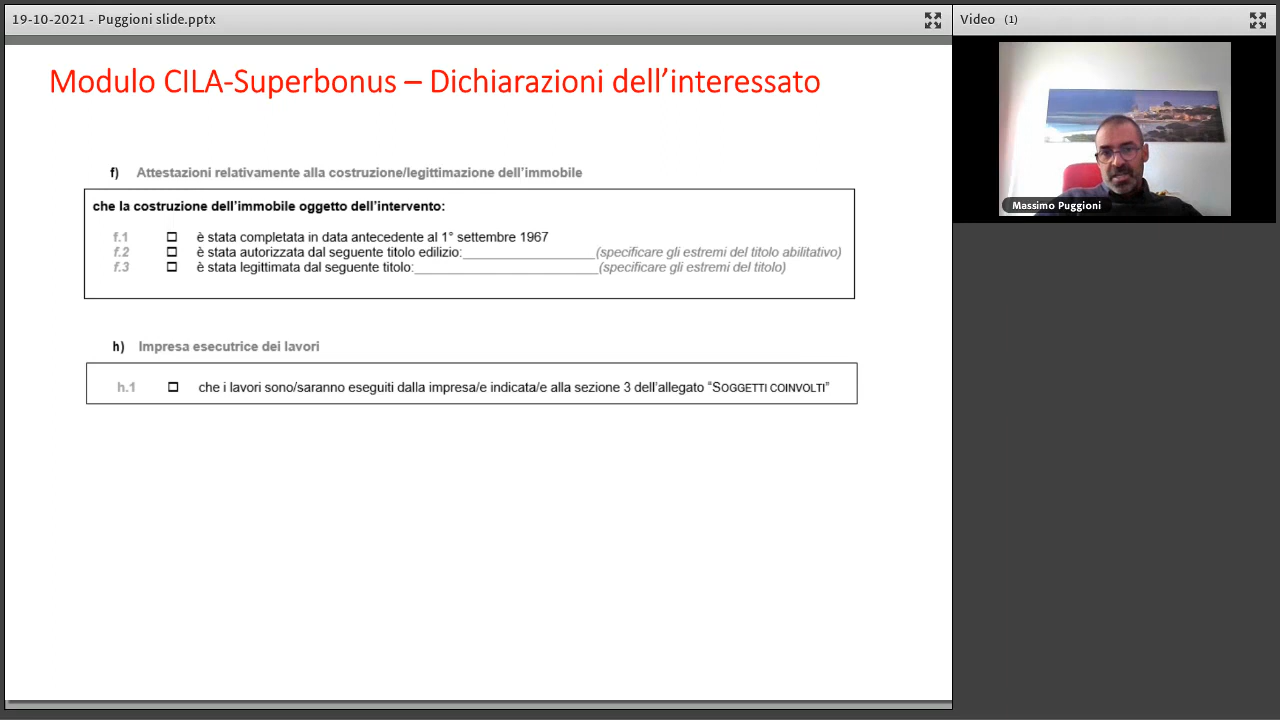 19-10-2021 - Puggioni slide.pptx
Video (1)
Modulo CILA-Superbonus – Dichiarazioni dell'interessato
f) Attestazioni relativamente alla costruzione/legittimazione dell'immobile
che la costruzione dell'immobile oggetto dell'intervento:
f.1 ☐ è stata completata in data antecedente al 1° settembre 1967
f.2 ☐ è stata autorizzata dal seguente titolo edilizio:___________________(specificare gli estremi del titolo abilitativo)
f.3 ☐ è stata legittimata dal seguente titolo:__________________________(specificare gli estremi del titolo)
h) Impresa esecutrice dei lavori
h.1 ☐ che i lavori sono/saranno eseguiti dalla impresa/e indicata/e alla sezione 3 dell'allegato "SOGGETTI COINVOLTI"
Massimo Puggioni